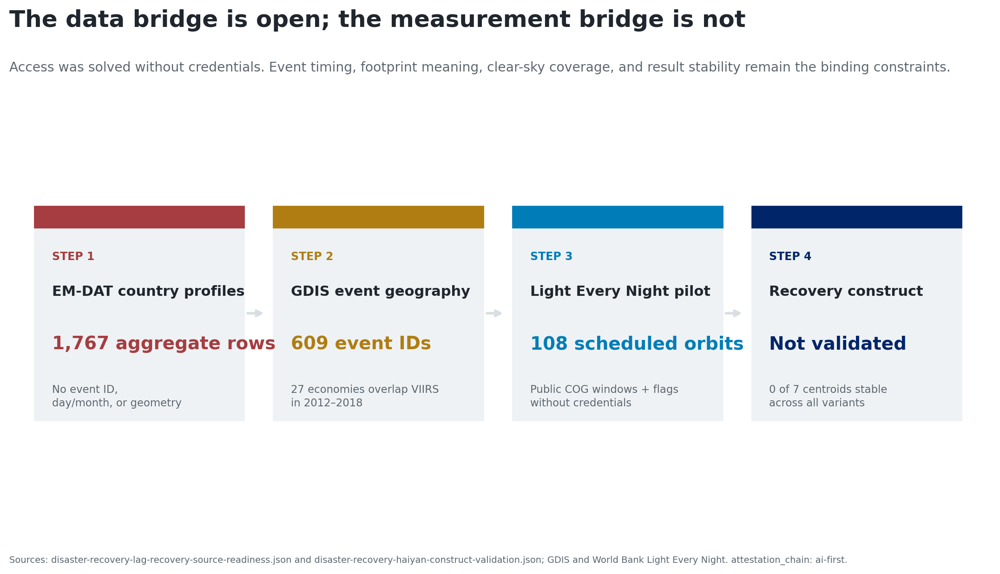 The data bridge is open; the measurement bridge is not
Access was solved without credentials. Event timing, footprint meaning, clear-sky coverage, and result stability remain the binding constraints.
STEP 1
EM-DAT country profiles
1,767 aggregate rows
No event ID,
day/month, or geometry
STEP 2
GDIS event geography
609 event IDs
27 economies overlap VIIRS
in 2012–2018
STEP 3
Light Every Night pilot
108 scheduled orbits
Public COG windows + flags
without credentials
STEP 4
Recovery construct
Not validated
0 of 7 centroids stable
across all variants
Sources: disaster-recovery-lag-recovery-source-readiness.json and disaster-recovery-haiyan-construct-validation.json; GDIS and World Bank Light Every Night. attestation_chain: ai-first.